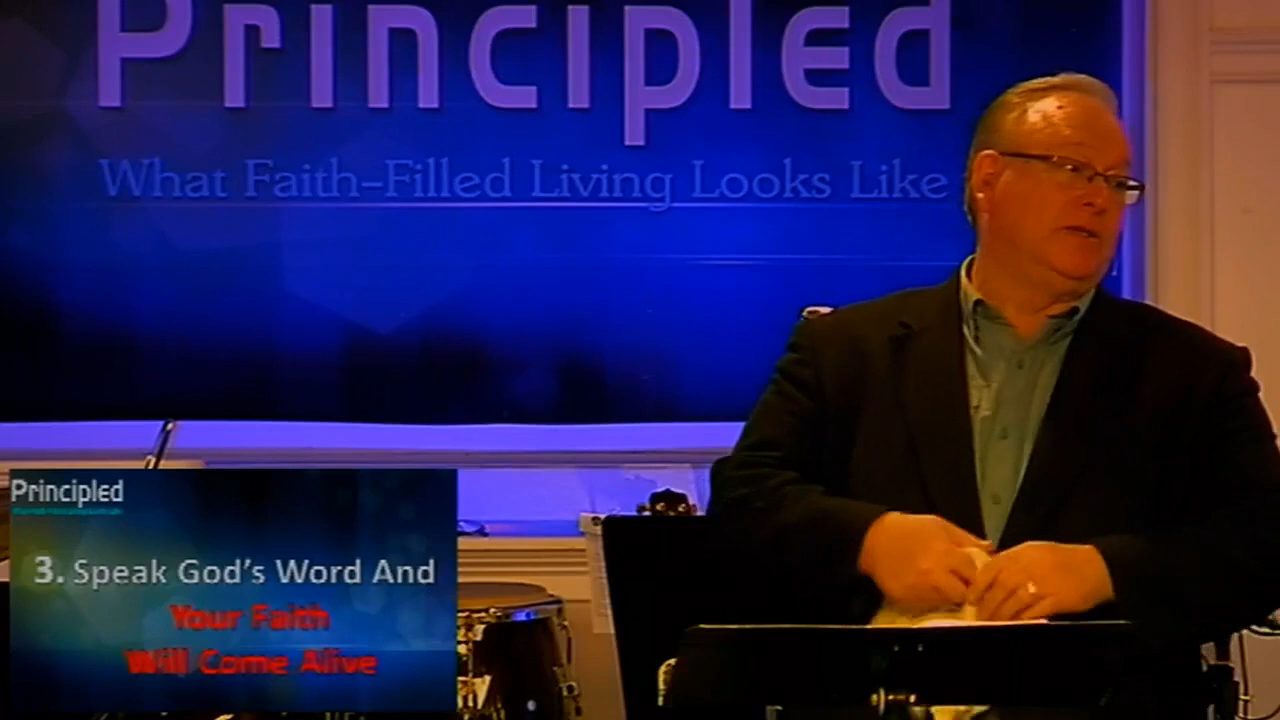 Principled
What Faith-Filled Living Looks Like
Principled
3. Speak God's Word And
Your Faith
Will Come Alive